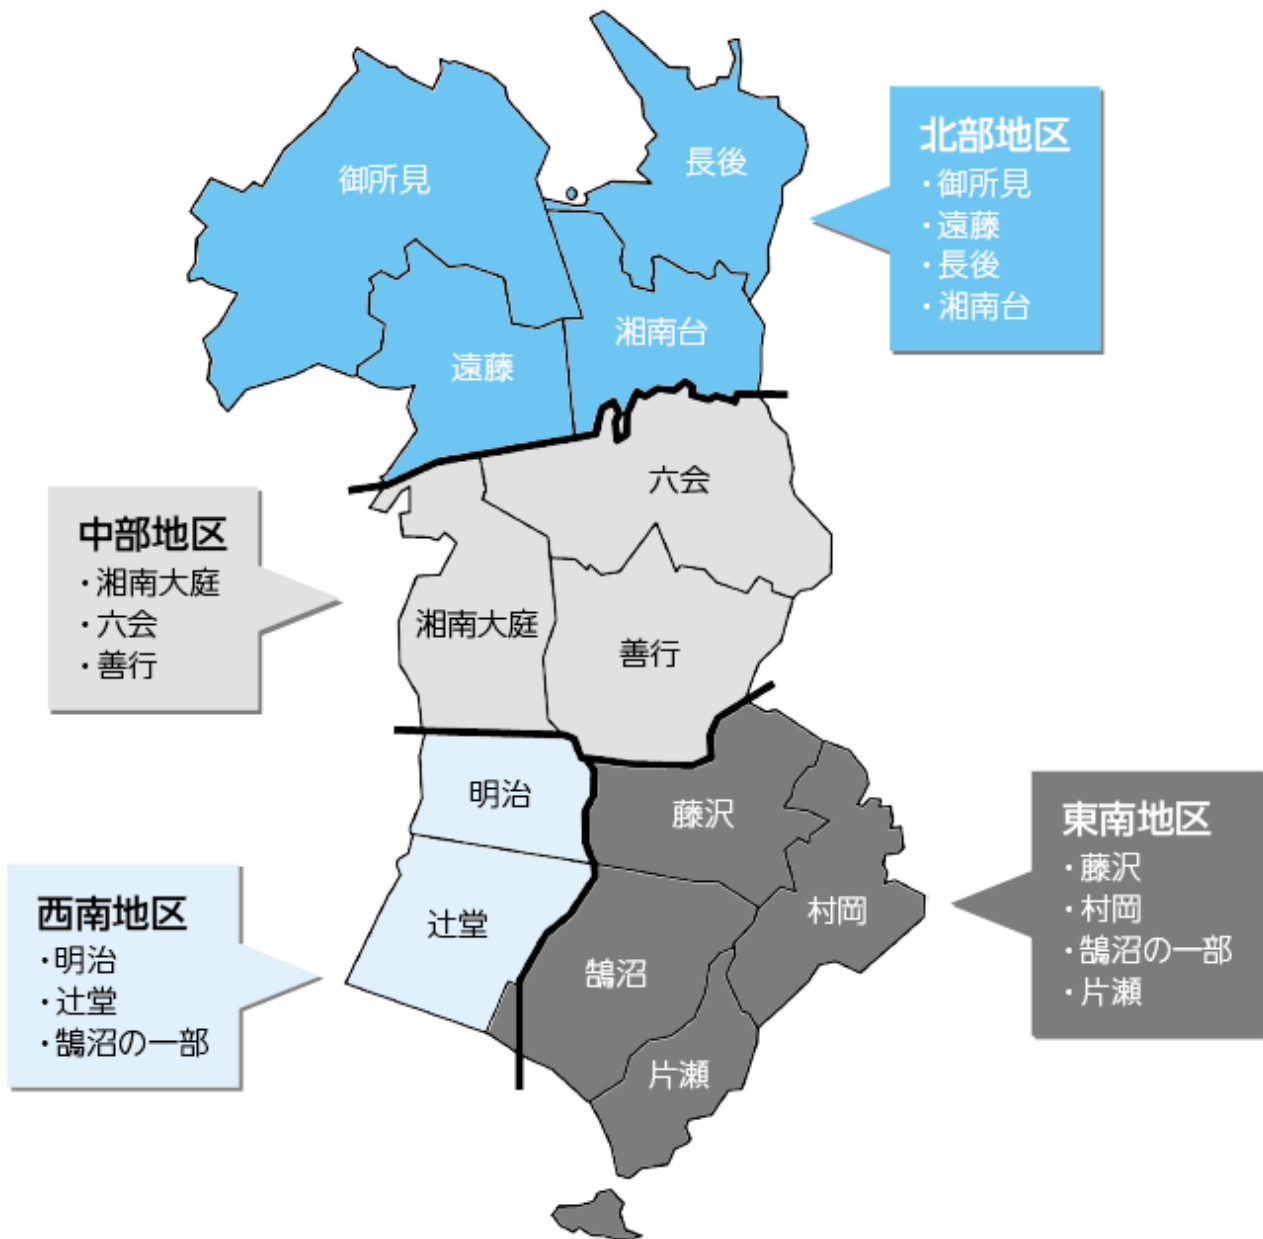 北部地区
・御所見
・遠藤
・長後
・湘南台
御所見
長後
湘南台
遠藤
中部地区
・湘南大庭
・六会
・善行
六会
湘南大庭
善行
西南地区
・明治
・辻堂
・鵠沼の一部
明治
辻堂
東南地区
・藤沢
・村岡
・鵠沼の一部
・片瀬
藤沢
村岡
鵠沼
片瀬